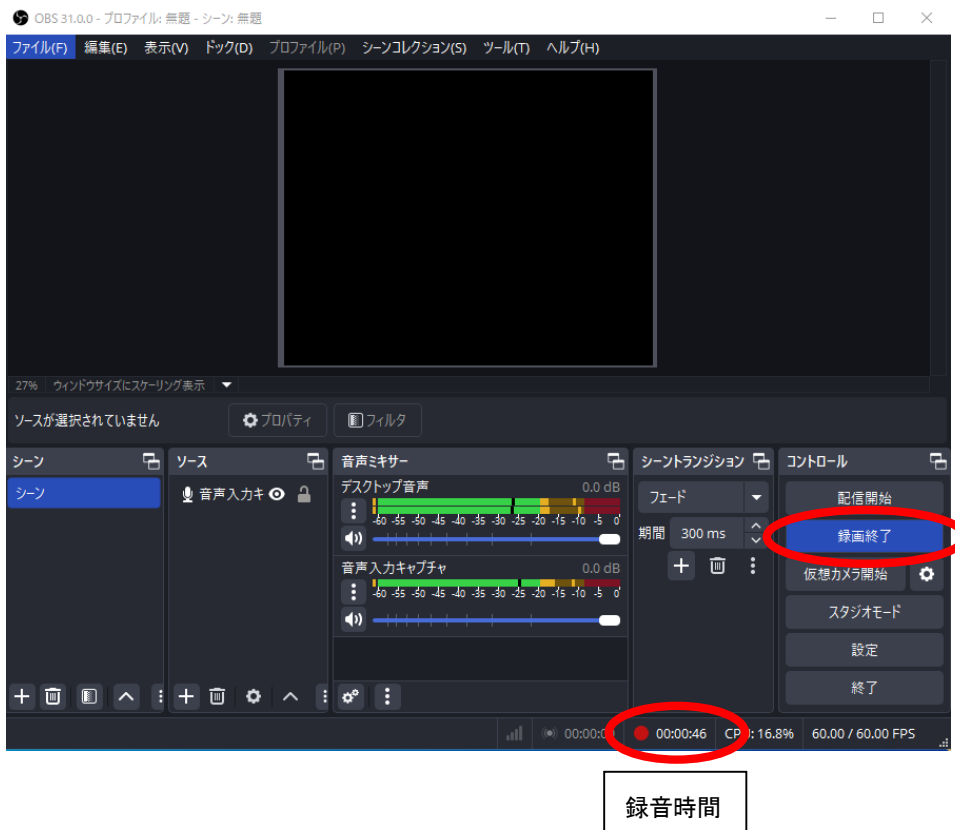 OBS 31.0.0 - プロファイル: 無題 - シーン: 無題
ファイル(F) 編集(E) 表示(V) ドック(D) プロファイル(P) シーンコレクション(S) ツール(T) ヘルプ(H)
27% ウィンドウサイズにスケーリング表示
ソースが選択されていません プロパティ フィルタ
シーン
シーン
ソース
音声入力キ
音声ミキサー
デスクトップ音声 0.0 dB
-60 -55 -50 -45 -40 -35 -30 -25 -20 -15 -10 -5 0
音声入力キャプチャ 0.0 dB
-60 -55 -50 -45 -40 -35 -30 -25 -20 -15 -10 -5 0
シーントランジション
フェード
期間 300 ms
コントロール
配信開始
録画終了
仮想カメラ開始
スタジオモード
設定
終了
00:00:46 16.8% 60.00 / 60.00 FPS
録音時間